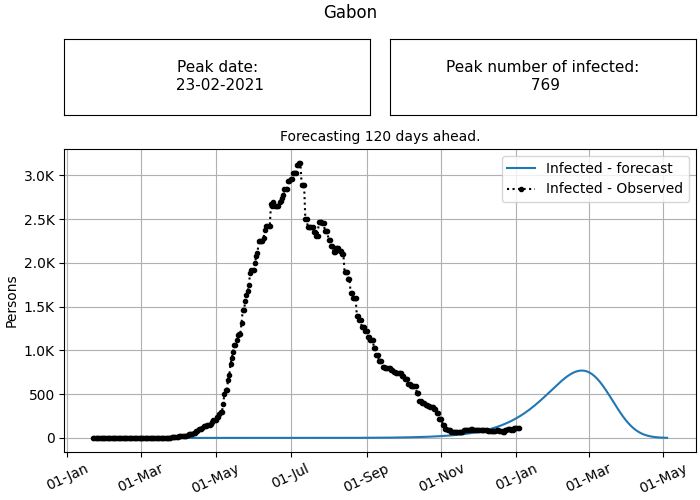 Gabon
Peak date:
23-02-2021
Peak number of infected:
769
Forecasting 120 days ahead.
Infected - forecast
Infected - Observed
3.0K
2.5K
2.0K
1.5K
1.0K
500
0
Persons
01-Jan
01-Mar
01-May
01-Jul
01-Sep
01-Nov
01-Jan
01-Mar
01-May